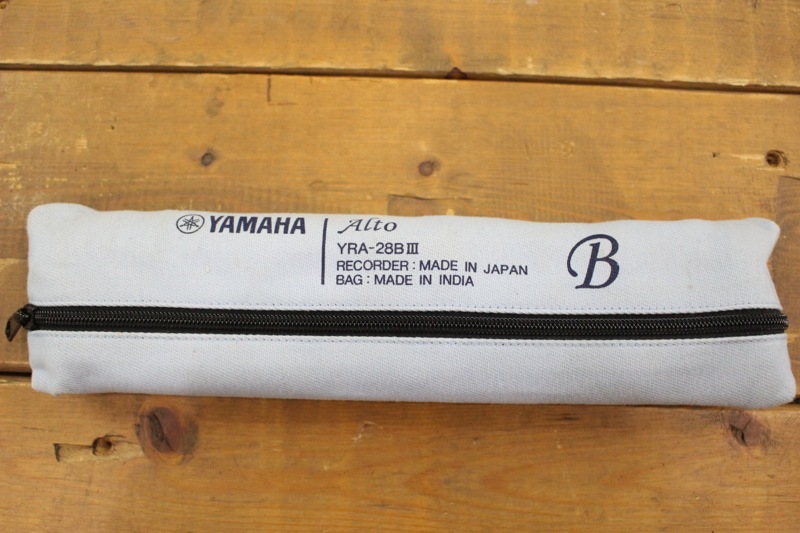 YAMAHA
Alto
YRA-28BⅢ
RECORDER : MADE IN JAPAN
BAG : MADE IN INDIA
B